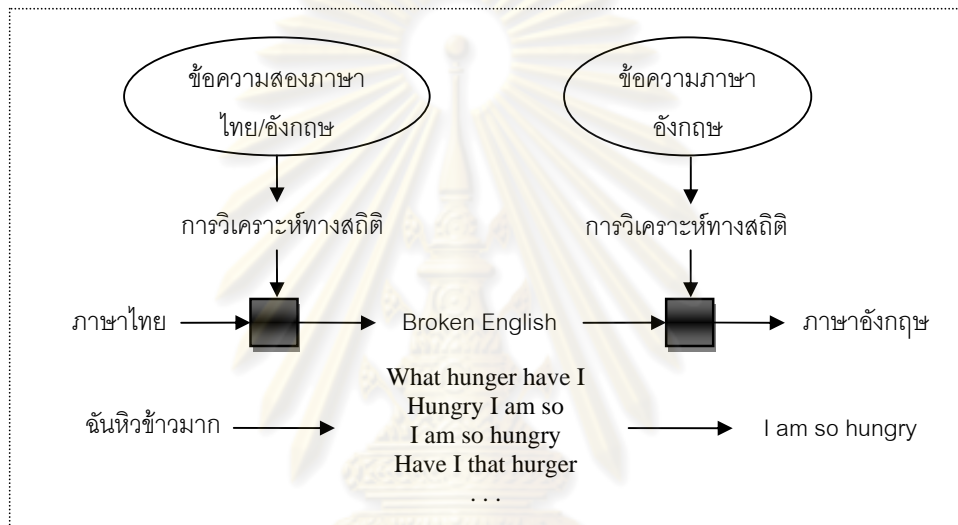 ข้อความสองภาษา
ไทย/อังกฤษ
ข้อความภาษา
อังกฤษ
การวิเคราะห์ทางสถิติ
การวิเคราะห์ทางสถิติ
ภาษาไทย
Broken English
ภาษาอังกฤษ
ฉันหิวข้าวมาก
What hunger have I
Hungry I am so
I am so hungry
Have I that hurger
. . .
I am so hungry